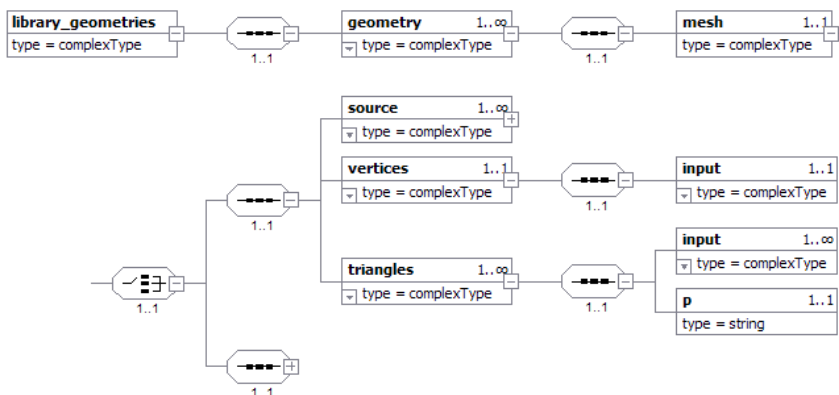 library_geometries
type = complexType
1..1
geometry 1..∞
type = complexType
1..1
mesh 1..1
type = complexType
source 1..∞
type = complexType
vertices 1..1
type = complexType
1..1
1..1
input 1..1
type = complexType
triangles 1..∞
type = complexType
1..1
1..1
input 1..∞
type = complexType
p 1..1
type = string
1..1